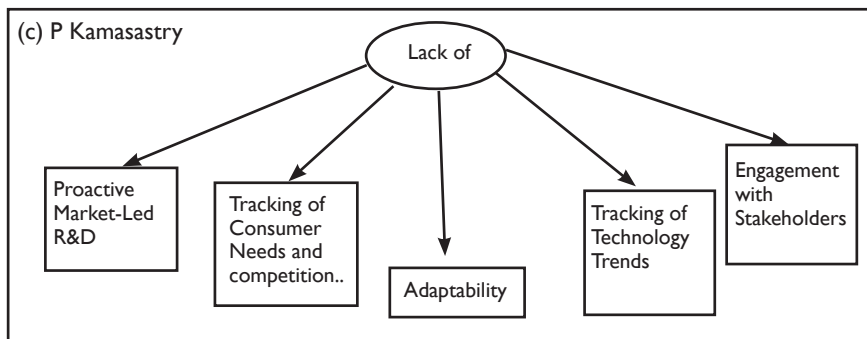 (c) P Kamasastry
Lack of
Proactive
Market-Led
R&D
Tracking of
Consumer
Needs and
competition..
Adaptability
Tracking of
Technology
Trends
Engagement
with
Stakeholders